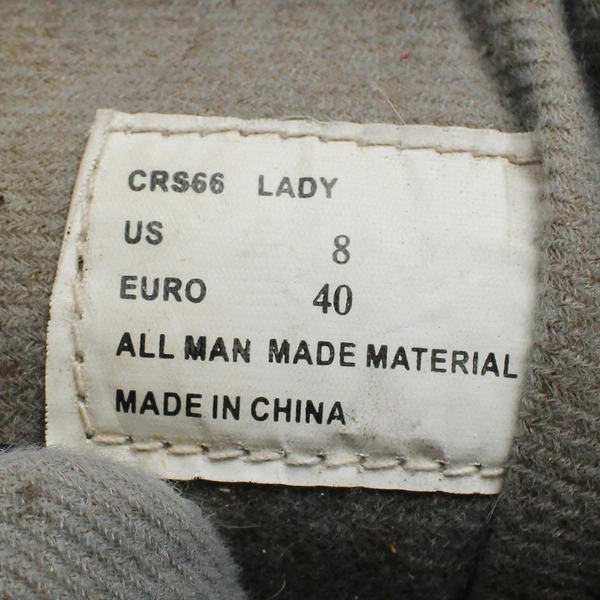 CRS66 LADY
US 8
EURO 40
ALL MAN MADE MATERIAL
MADE IN CHINA